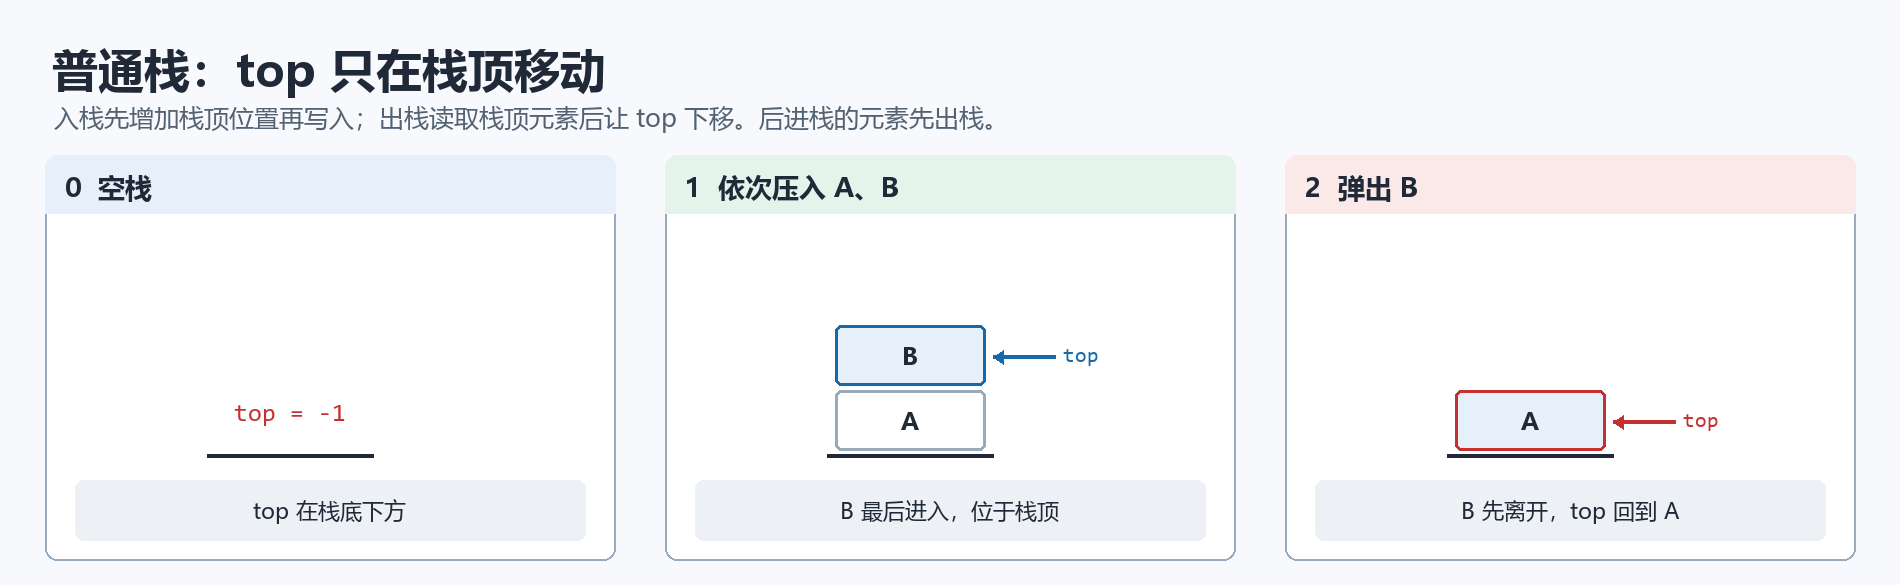 普通栈：top 只在栈顶移动
入栈先增加栈顶位置再写入；出栈读取栈顶元素后让 top 下移。后进栈的元素先出栈。
0 空栈
top = -1
top 在栈底下方
1 依次压入 A、B
B
top
A
B 最后进入，位于栈顶
2 弹出 B
A
top
B 先离开，top 回到 A